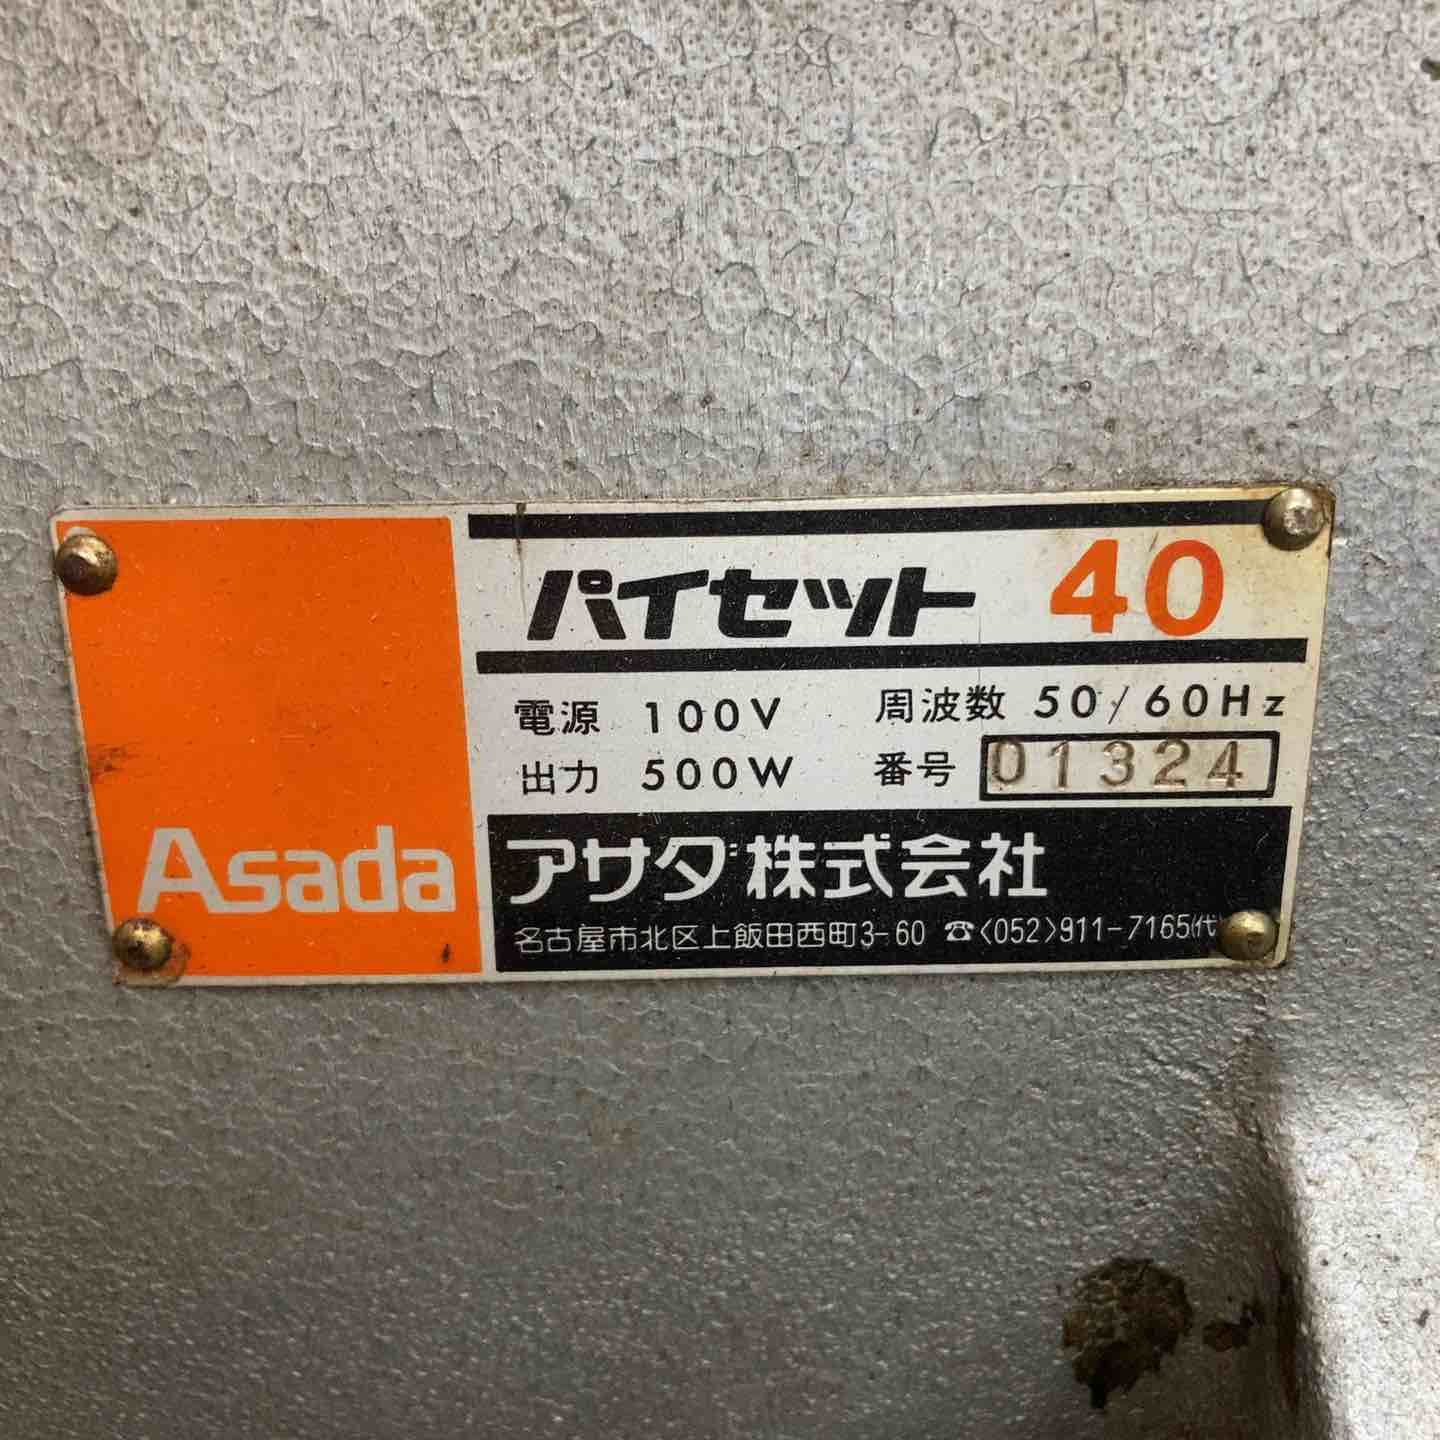 パイセット 40
電源 100V 周波数 50/60Hz
出力 500W 番号 01324
Asada
アサダ株式会社
名古屋市北区上飯田西町3-60 ☎〈052〉911-7165(代)